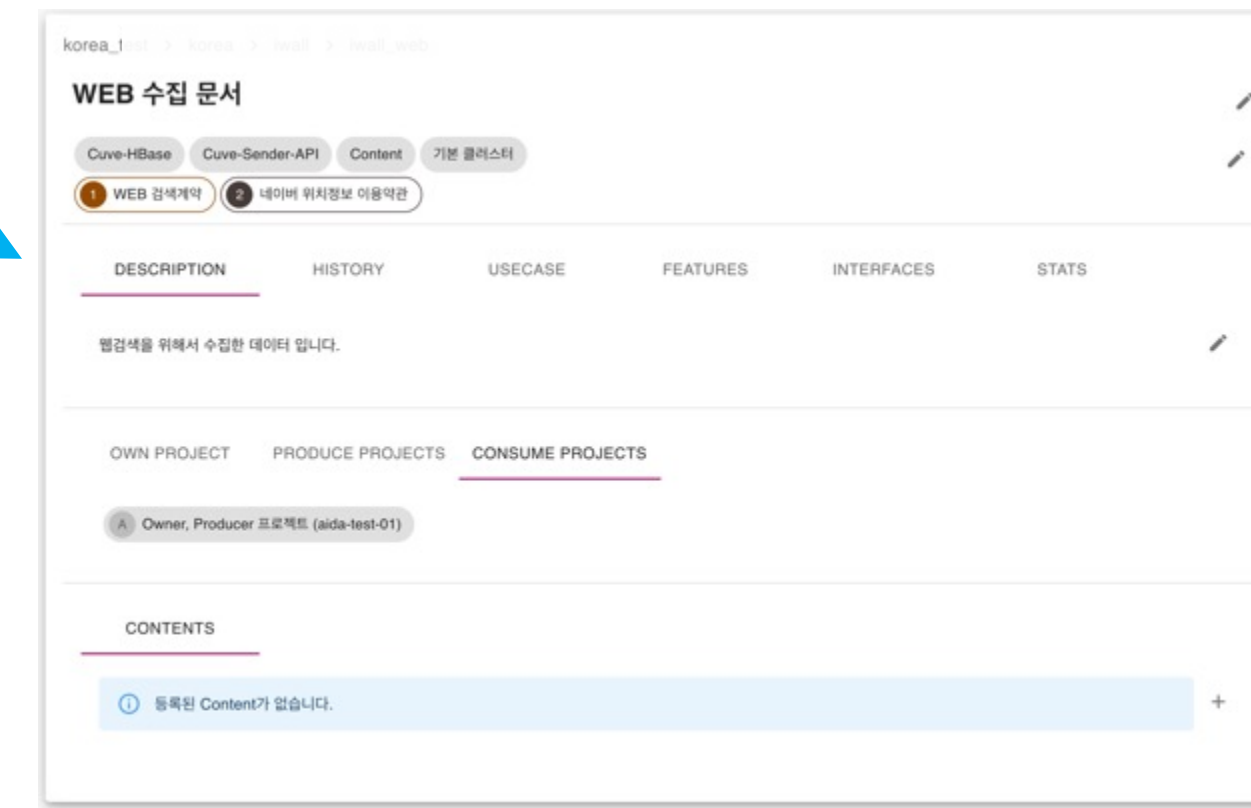 korea_test > korea > iwall > iwall_web
WEB 수집 문서
Cuve-HBase Cuve-Sender-API Content 기본 클러스터
1 WEB 검색계약 2 네이버 위치정보 이용약관
DESCRIPTION HISTORY USECASE FEATURES INTERFACES STATS
웹검색을 위해서 수집한 데이터 입니다.
OWN PROJECT PRODUCE PROJECTS CONSUME PROJECTS
A Owner, Producer 프로젝트 (aida-test-01)
CONTENTS
등록된 Content가 없습니다.